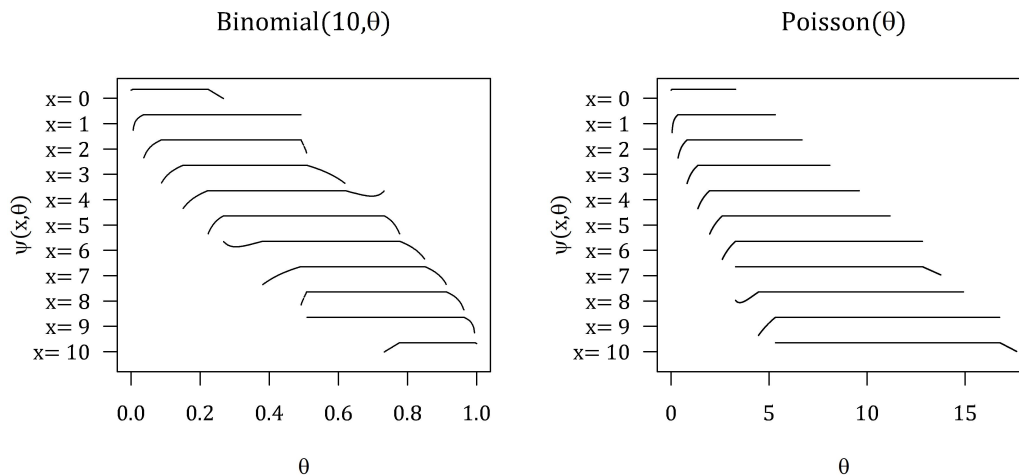 Binomial(10,θ)
ψ(x,θ)
x= 0
x= 1
x= 2
x= 3
x= 4
x= 5
x= 6
x= 7
x= 8
x= 9
x= 10
0.0 0.2 0.4 0.6 0.8 1.0
θ
Poisson(θ)
ψ(x,θ)
x= 0
x= 1
x= 2
x= 3
x= 4
x= 5
x= 6
x= 7
x= 8
x= 9
x= 10
0 5 10 15
θ